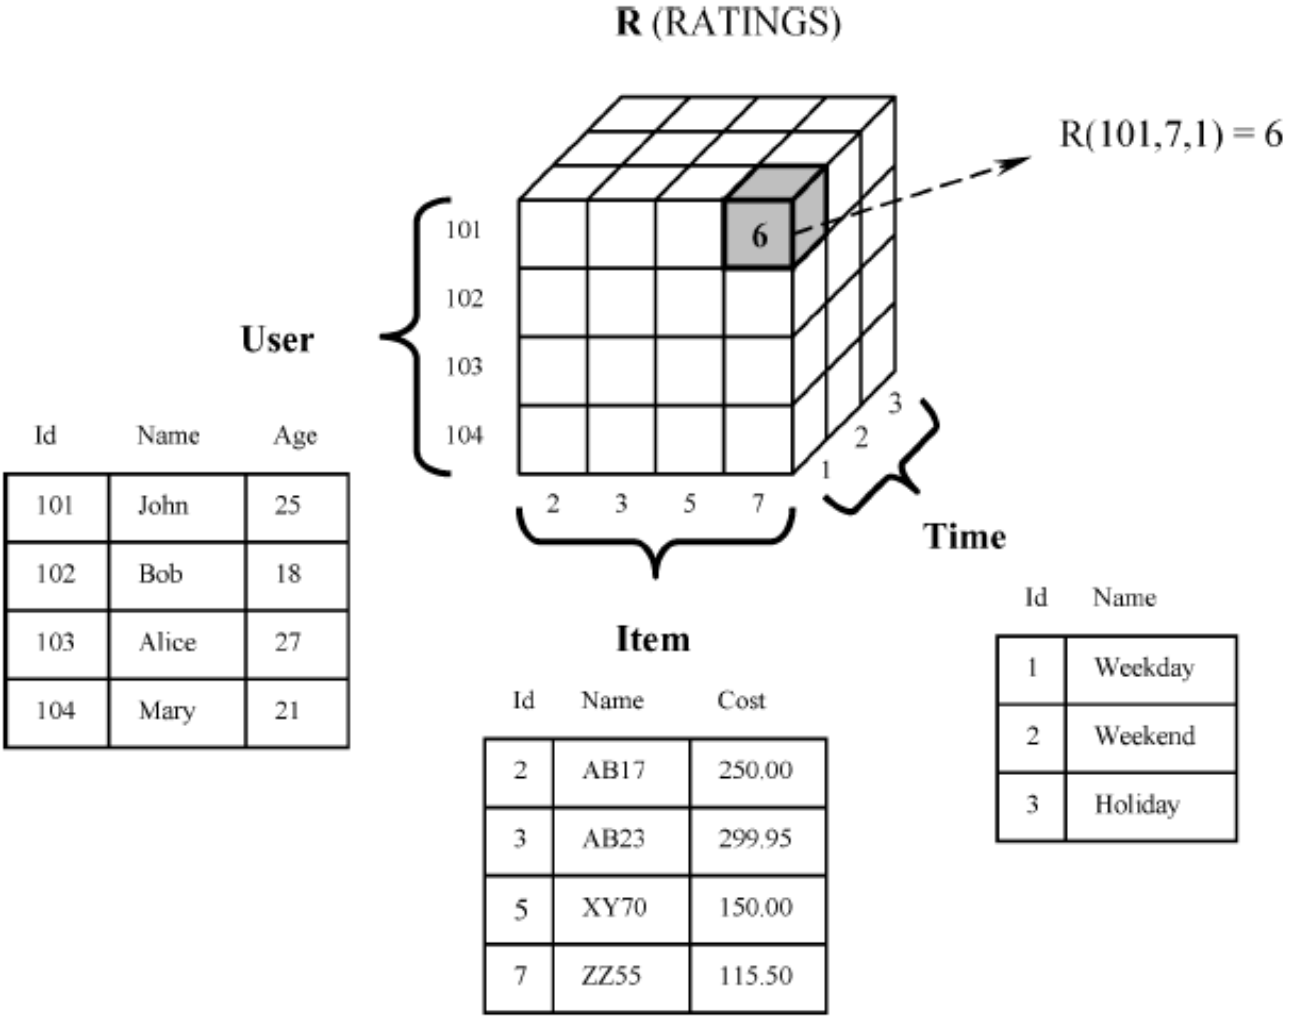 R (RATINGS)
R(101,7,1) = 6
101
6
102
User
103
104
3
2
1
2 3 5 7
Time
Id Name Age
101 John 25
102 Bob 18
103 Alice 27
104 Mary 21
Item
Id Name Cost
2 AB17 250.00
3 AB23 299.95
5 XY70 150.00
7 ZZ55 115.50
Id Name
1 Weekday
2 Weekend
3 Holiday